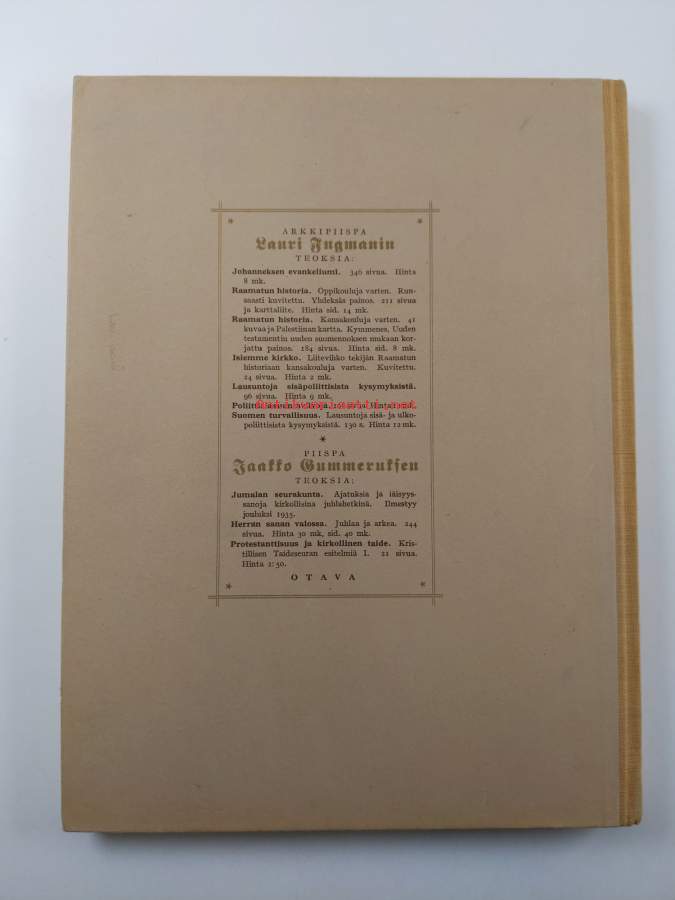 ARKKIPIISPA
Lauri Ingmanin
TEOKSIA:
Johanneksen evankeliumi. 346 sivua. Hinta
8 mk.
Raamatun historia. Oppikouluja varten. Run-
saasti kuvitettu. Yhdeksäs painos. 211 sivua
ja karttaliite. Hinta sid. 14 mk.
Raamatun historia. Kansakouluja varten. 41
kuvaa ja Palestiinan kartta. Kymmenes, Uuden
testamentin uuden suomennoksen mukaan kor-
jattu painos. 184 sivua. Hinta sid. 8 mk.
Isiemme kirkko. Liitevihko tekijän Raamatun
historiaan kansakouluja varten. Kuvitettu.
24 sivua. Hinta 2 mk.
Lausuntoja sisäpoliittisista kysymyksistä.
96 sivua. Hinta 9 mk.
Antikvariaatti.net
Suomen turvallisuus. Lausuntoja sisä- ja ulko-
poliittisista kysymyksistä. 130 s. Hinta 12 mk.
*
PIISPA
Jaakko Gummeruksen
TEOKSIA:
Jumalan seurakunta. Ajatuksia ja iäisyys-
sanoja kirkollisina juhlahetkinä. Ilmestyy
jouluksi 1935.
Herran sanan valossa. Juhlaa ja arkea. 244
sivua. Hinta 30 mk, sid. 40 mk.
Protestanttisuus ja kirkollinen taide. Kris-
tillisen Taideseuran esitelmiä I. 21 sivua.
Hinta 2:50.
OTAVA